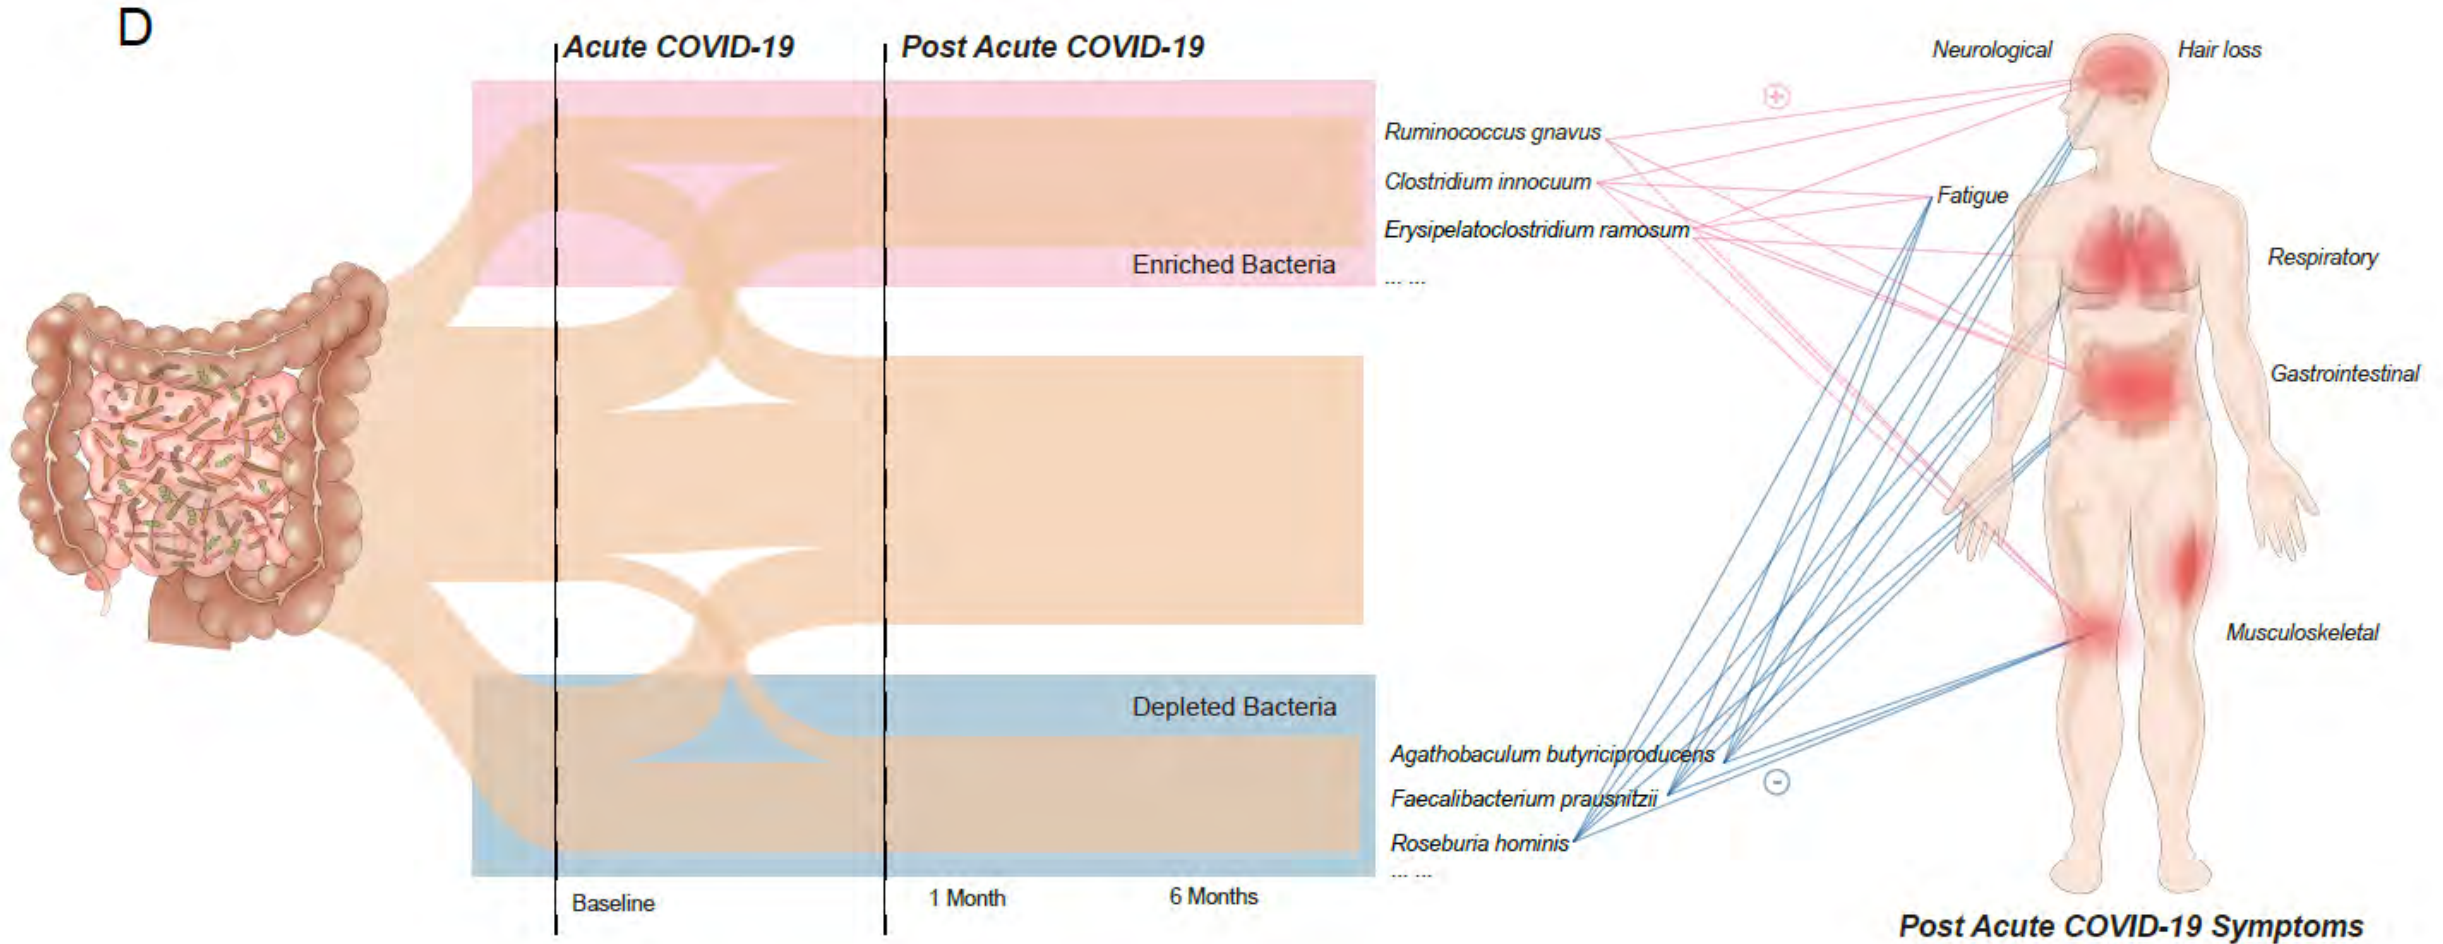 D
Acute COVID-19
Post Acute COVID-19
Neurological
Hair loss
+
Ruminococcus gnavus
Clostridium innocuum
Fatigue
Erysipelatoclostridium ramosum
Enriched Bacteria
... ...
Respiratory
Gastrointestinal
Musculoskeletal
Depleted Bacteria
Agathobaculum butyriciproducens
-
Faecalibacterium prausnitzii
Roseburia hominis
... ...
Baseline
1 Month
6 Months
Post Acute COVID-19 Symptoms